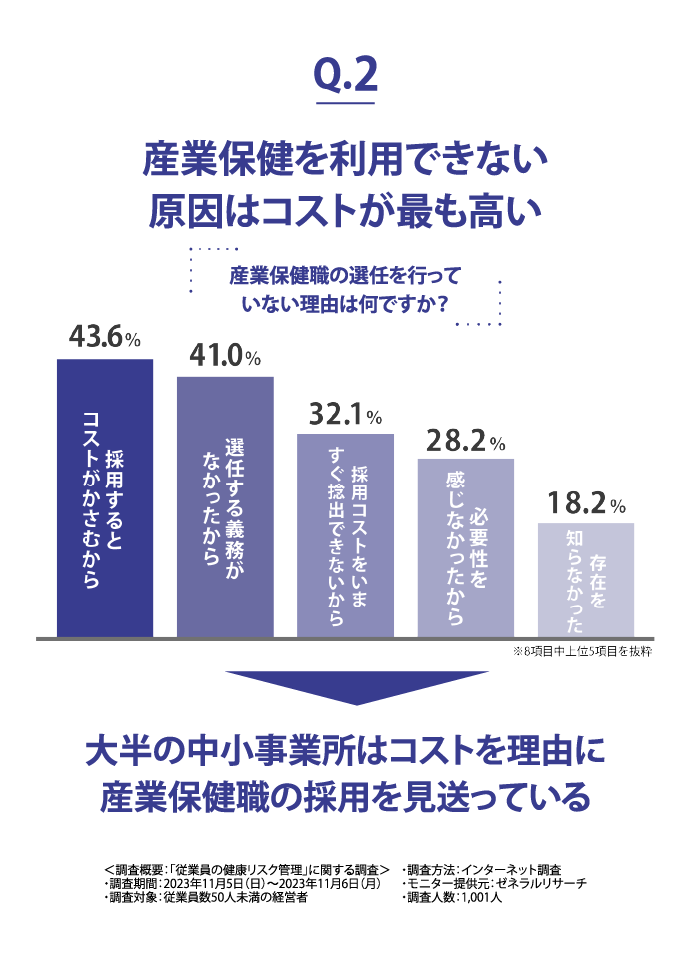 Q.2
産業保健を利用できない
原因はコストが最も高い
産業保健職の選任を行って
いない理由は何ですか？
43.6%
採用すると
コストがかさむから
41.0%
選任する義務が
なかったから
32.1%
採用コストをいま
すぐ捻出できないから
28.2%
必要性を
感じなかったから
18.2%
存在を
知らなかった
※8項目中上位5項目を抜粋
大半の中小事業所はコストを理由に
産業保健職の採用を見送っている
＜調査概要：「従業員の健康リスク管理」に関する調査＞
・調査期間：2023年11月5日（日）〜2023年11月6日（月）
・調査対象：従業員数50人未満の経営者
・調査方法：インターネット調査
・モニター提供元：ゼネラルリサーチ
・調査人数：1,001人